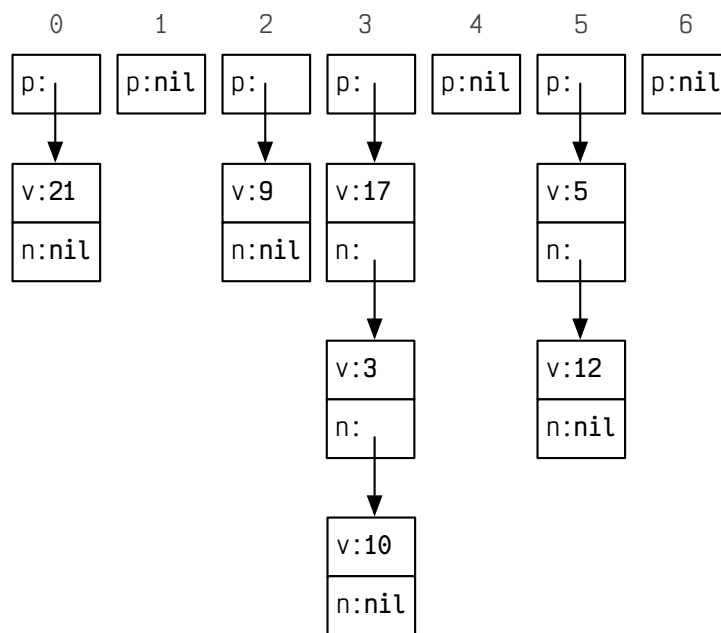 0 1 2 3 4 5 6
p: p:nil p: p: p:nil p: p:nil
v:21 v:9 v:17 v:5
n:nil n:nil n: n:
v:3 v:12
n: n:nil
v:10
n:nil